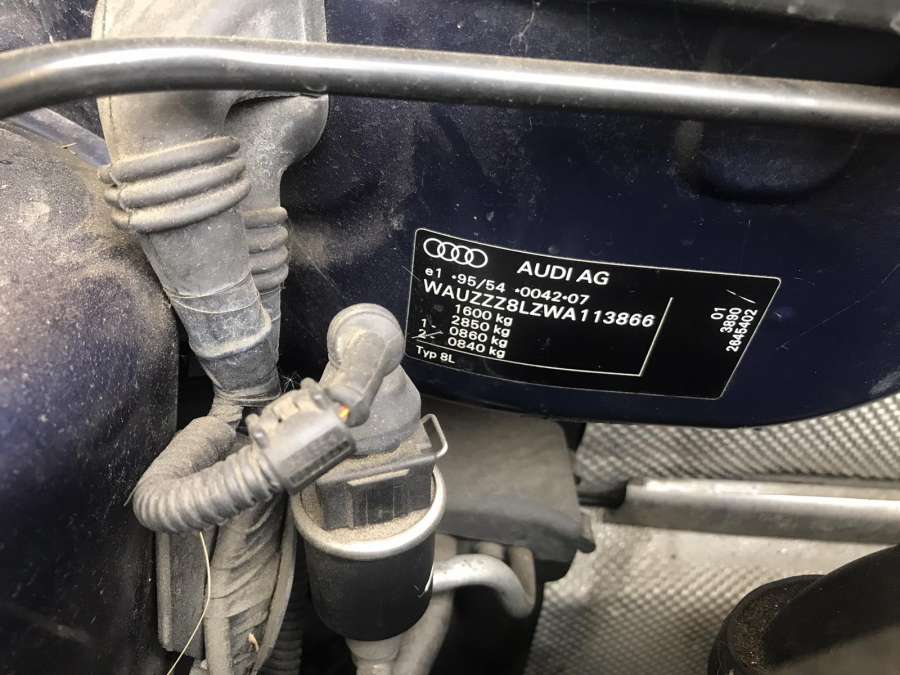 AUDI AG
e1 *95/54 *0042*07
WAUZZZ8LZWA113866
1600 kg
2850 kg
1- 0860 kg
2- 0840 kg
Typ 8L
01
3890
2645402